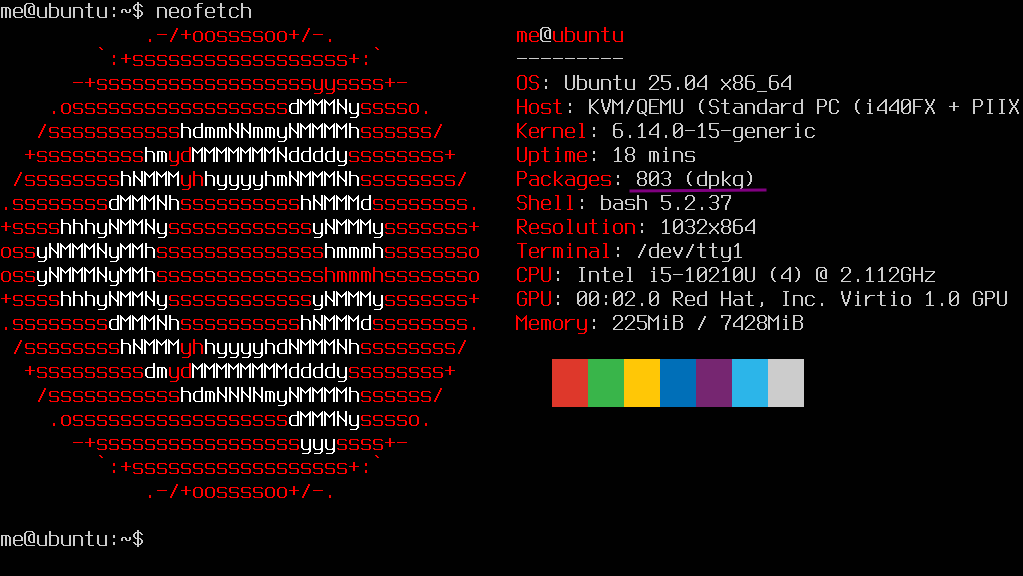 me@ubuntu:~$ neofetch
.-/+oossssoo+/-.
`:+ssssssssssssssssss+:`
-+ssssssssssssssssssyyssss+-
.ossssssssssssssssssdMMMNysssso.
/ssssssssssshdmmNNmmyNMMMMhssssss/
+ssssssssshmydMMMMMMMNddddyssssssss+
/sssssssshNMMMyhhyyyyhmNMMMNhssssssss/
.ssssssssdMMMNhsssssssssshNMMMdssssssss.
+sssshhhyNMMNyssssssssssssyNMMMysssssss+
ossyNMMMNyMMhsssssssssssssshmmmhssssssso
ossyNMMMNyMMhsssssssssssssshmmmhssssssso
+sssshhhyNMMNyssssssssssssyNMMMysssssss+
.ssssssssdMMMNhsssssssssshNMMMdssssssss.
/sssssssshNMMMyhhyyyyhdNMMMNhssssssss/
+sssssssssdmydMMMMMMMMddddyssssssss+
/ssssssssssshdmNNNNmyNMMMMhssssss/
.ossssssssssssssssssdMMMNysssso.
-+sssssssssssssssssyyyssss+-
`:+ssssssssssssssssss+:`
.-/+oossssoo+/-.
me@ubuntu
---------
OS: Ubuntu 25.04 x86_64
Host: KVM/QEMU (Standard PC (i440FX + PIIX
Kernel: 6.14.0-15-generic
Uptime: 18 mins
Packages: 803 (dpkg)
Shell: bash 5.2.37
Resolution: 1032x864
Terminal: /dev/tty1
CPU: Intel i5-10210U (4) @ 2.112GHz
GPU: 00:02.0 Red Hat, Inc. Virtio 1.0 GPU
Memory: 225MiB / 7428MiB
me@ubuntu:~$